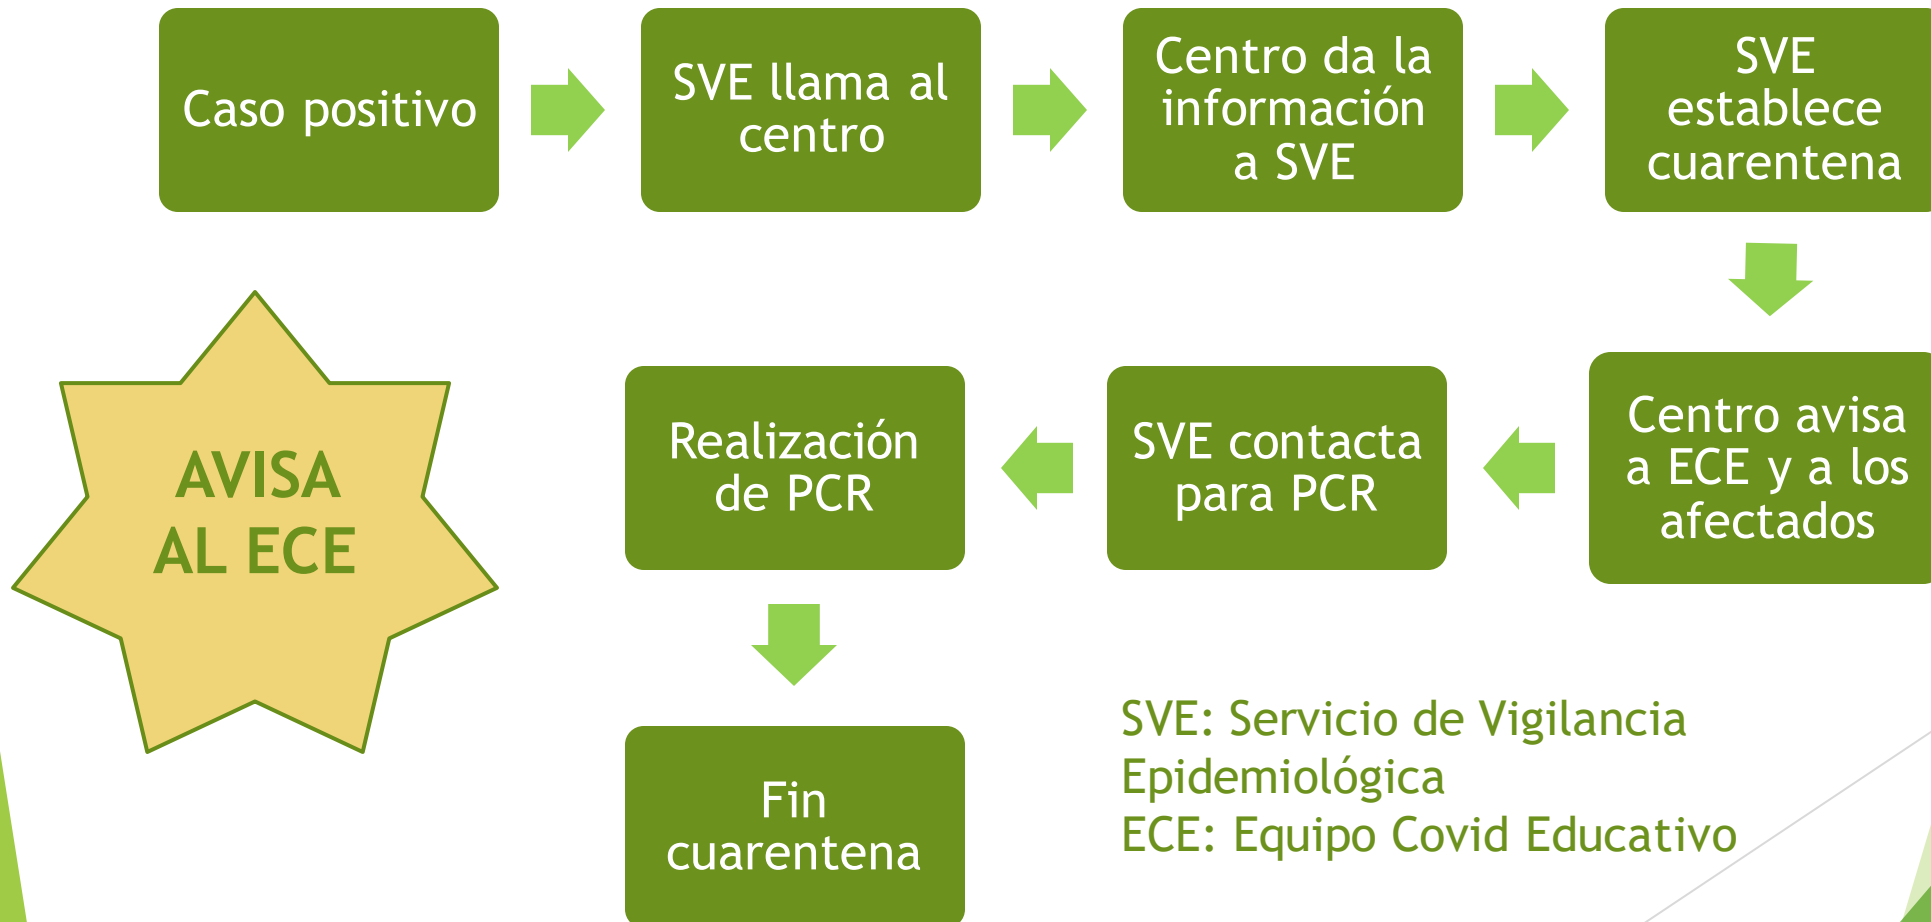 Caso positivo
SVE llama al
centro
Centro da la
información
a SVE
SVE
establece
cuarentena
Centro avisa
a ECE y a los
afectados
SVE contacta
para PCR
Realización
de PCR
Fin
cuarentena
AVISA
AL ECE
SVE: Servicio de Vigilancia
Epidemiológica
ECE: Equipo Covid Educativo